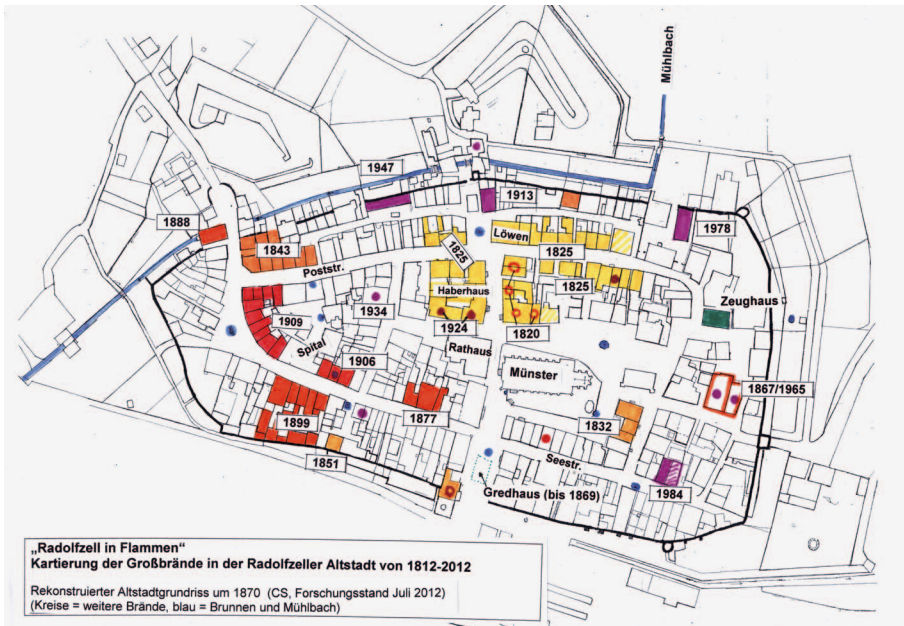 Mühlbach
1947
1913
1888
1978
1843
Löwen
1825
1825
Poststr.
Haberhaus
1825
Zeughaus
1934
1909
1924
1820
Spital
1906
Rathaus
Münster
1867/1965
1877
1899
1832
1851
Seestr.
1984
Gredhaus (bis 1869)
„Radolfzell in Flammen“
Kartierung der Großbrände in der Radolfzeller Altstadt von 1812-2012
Rekonstruierter Altstadtgrundriss um 1870 (CS, Forschungsstand Juli 2012)
(Kreise = weitere Brände, blau = Brunnen und Mühlbach)